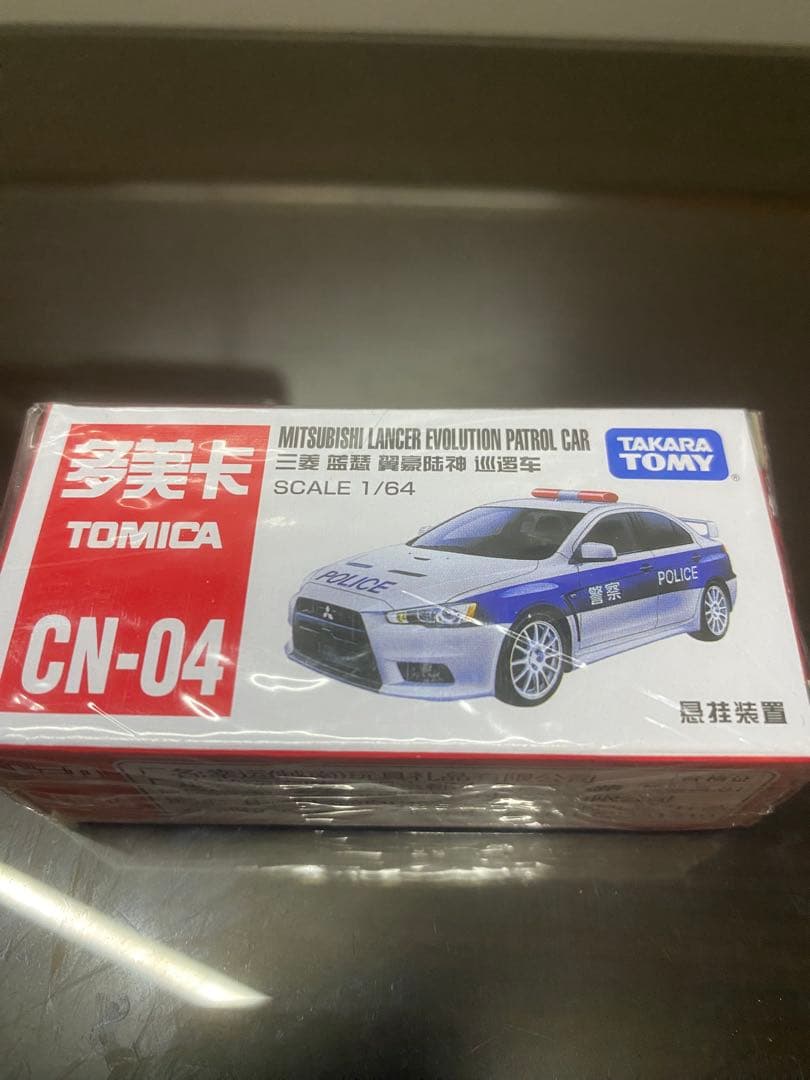 多美卡
TOMICA
CN-04
MITSUBISHI LANCER EVOLUTION PATROL CAR
三菱 蓝瑟 翼豪陆神 巡逻车
SCALE 1/64
TAKARA
TOMY
®
POLICE
警察
POLICE
悬挂装置